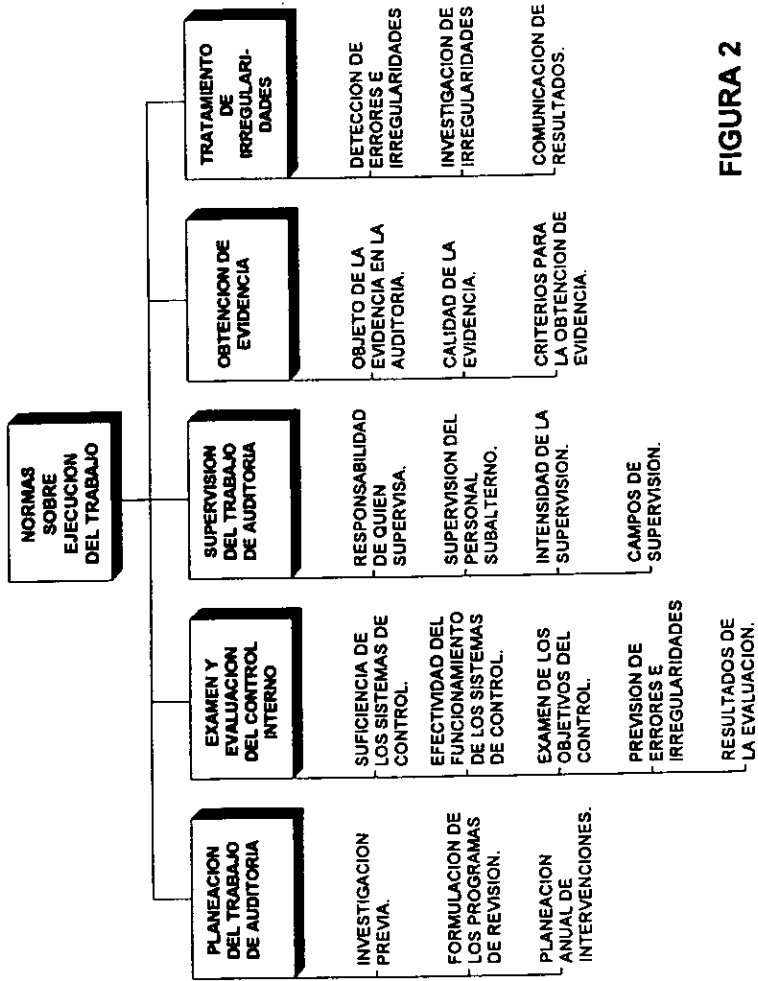 NORMAS
SOBRE
EJECUCION
DEL TRABAJO
PLANEACION
DEL TRABAJO
DE AUDITORIA
INVESTIGACION
PREVIA.
FORMULACION DE
LOS PROGRAMAS
DE REVISION.
PLANEACION
ANUAL DE
INTERVENCIONES.
EXAMEN Y
EVALUACION
DEL CONTROL
INTERNO
SUFICIENCIA DE
LOS SISTEMAS DE
CONTROL.
EFECTIVIDAD DEL
FUNCIONAMIENTO
DE LOS SISTEMAS
DE CONTROL.
EXAMEN DE LOS
OBJETIVOS DEL
CONTROL.
PREVISION DE
ERRORES E
IRREGULARIDADES
RESULTADOS DE
LA EVALUACION.
SUPERVISION
DEL TRABAJO
DE AUDITORIA
RESPONSABILIDAD
DE QUIEN
SUPERVISA.
SUPERVISION DEL
PERSONAL
SUBALTERNO.
INTENSIDAD DE LA
SUPERVISION.
CAMPOS DE
SUPERVISION.
OBTENCION DE
EVIDENCIA
OBJETO DE LA
EVIDENCIA EN LA
AUDITORIA.
CALIDAD DE LA
EVIDENCIA.
CRITERIOS PARA
LA OBTENCION DE
EVIDENCIA.
TRATAMIENTO
DE
IRREGULARI-
DADES
DETECCION DE
ERRORES E
IRREGULARIDADES
INVESTIGACION DE
IRREGULARIDADES
COMUNICACION DE
RESULTADOS.
FIGURA 2